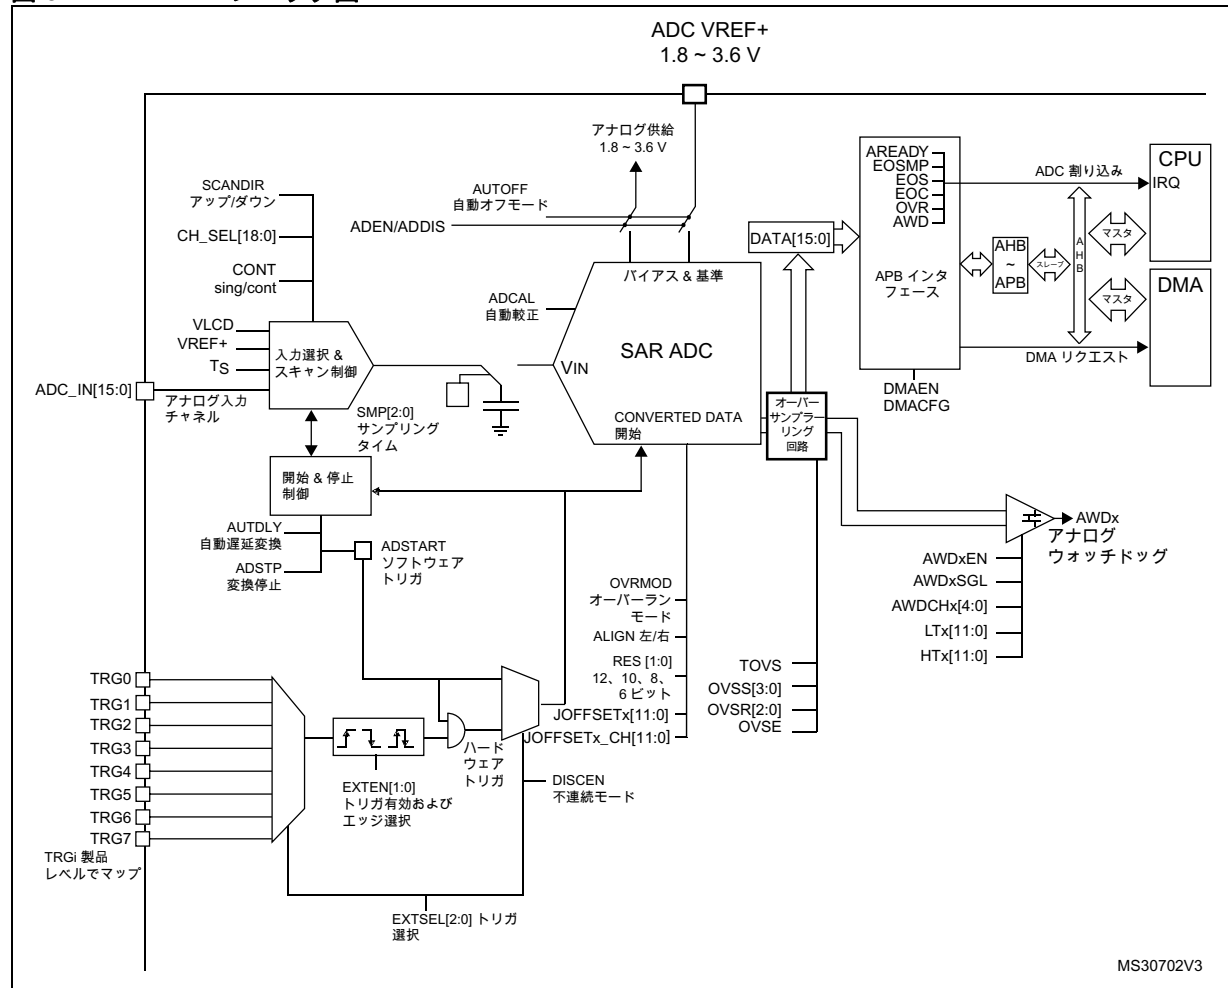 ADC VREF+
1.8 ~ 3.6 V
アナログ供給
1.8 ~ 3.6 V
SCANDIR
アップ/ダウン
AUTOFF
自動オフモード
ADEN/ADDIS
CH_SEL[18:0]
CONT
sing/cont
ADCAL
自動較正
バイアス & 基準
VLCD
VREF+
TS
入力選択 &
スキャン制御
ADC_IN[15:0]
アナログ入力
チャネル
SMP[2:0]
サンプリング
タイム
VIN
SAR ADC
CONVERTED DATA
開始
DATA[15:0]
AREADY
EOSMP
EOS
EOC
OVR
AWD
APB インタ
フェース
ADC 割り込み
CPU
IRQ
AHB
~
APB
スレーブ
A
H
B
マスタ
マスタ
DMA
DMA リクエスト
DMAEN
DMACFG
オーバー
サンプラー
リング
回路
開始 & 停止
制御
AUTDLY
自動遅延変換
ADSTP
変換停止
ADSTART
ソフトウェア
トリガ
AWDx
アナログ
ウォッチドッグ
AWDxEN
AWDxSGL
AWDCHx[4:0]
LTx[11:0]
HTx[11:0]
OVRMOD
オーバーラン
モード
ALIGN 左/右
RES [1:0]
12、10、8、
6 ビット
JOFFSETx[11:0]
JOFFSETx_CH[11:0]
TOVS
OVSS[3:0]
OVSR[2:0]
OVSE
TRG0
TRG1
TRG2
TRG3
TRG4
TRG5
TRG6
TRG7
TRGi 製品
レベルでマップ
EXTEN[1:0]
トリガ有効および
エッジ選択
ハード
ウェア
トリガ
DISCEN
不連続モード
EXTSEL[2:0] トリガ
選択
MS30702V3